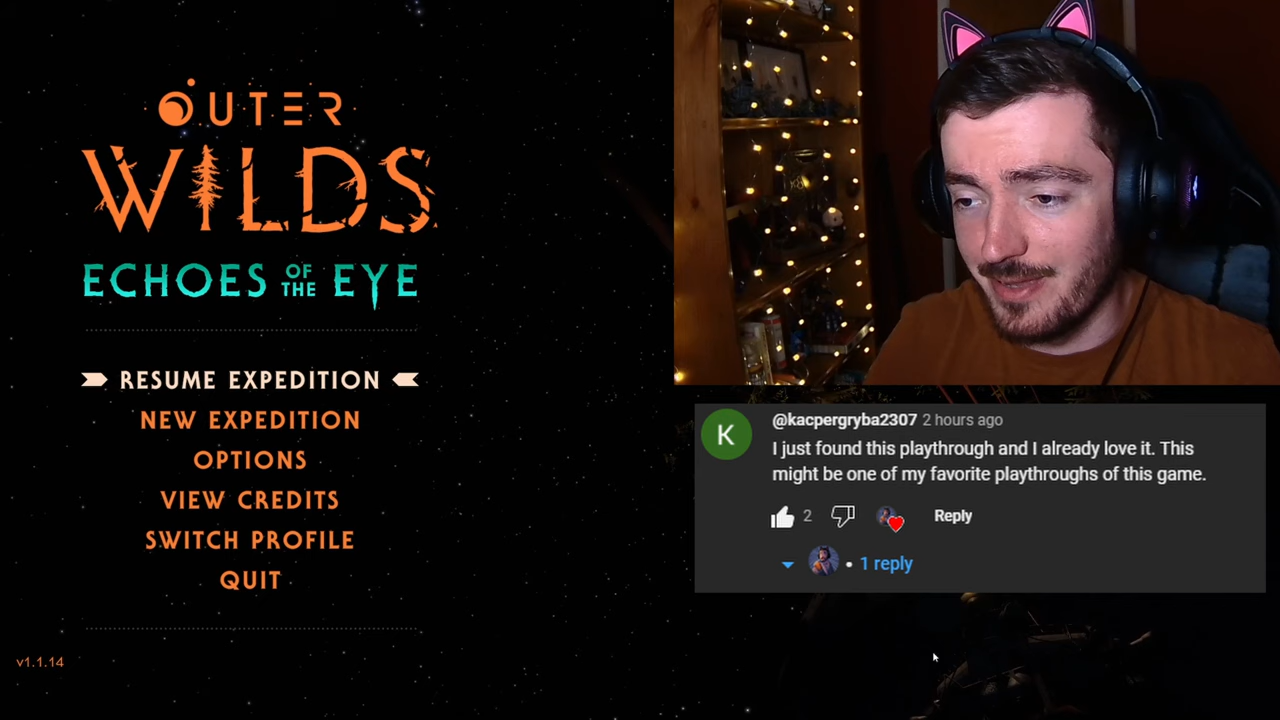 OUTER
WILDS
ECHOES OF THE EYE
RESUME EXPEDITION
NEW EXPEDITION
OPTIONS
VIEW CREDITS
SWITCH PROFILE
QUIT
v1.1.14
@kacpergryba2307 2 hours ago
I just found this playthrough and I already love it. This
might be one of my favorite playthroughs of this game.
2 Reply
K
• 1 reply